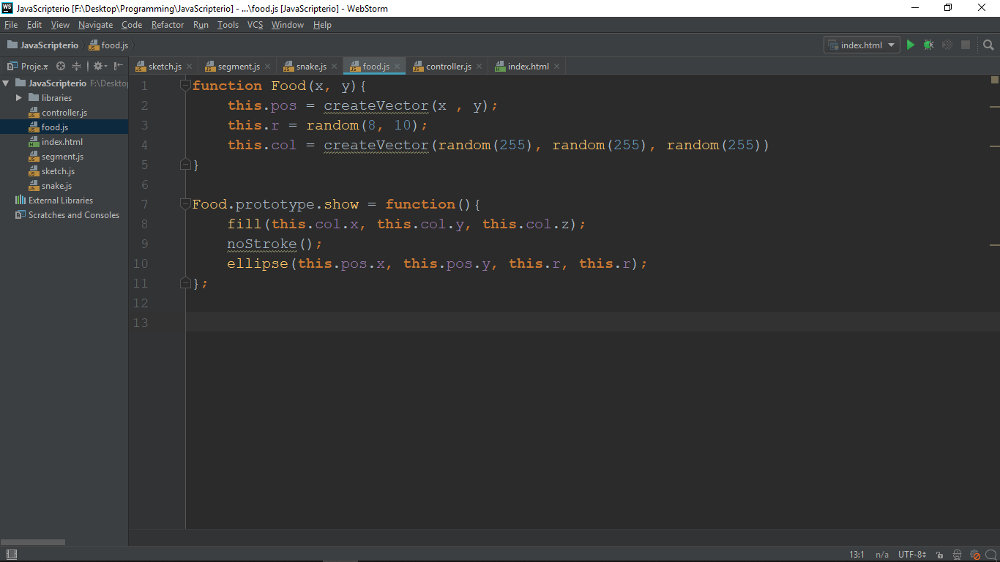 JavaScripterio [F:\Desktop\Programming\JavaScripterio] - ...\food.js [JavaScripterio] - WebStorm
File Edit View Navigate Code Refactor Run Tools VCS Window Help
JavaScripterio food.js index.html
Proje... sketch.js segment.js snake.js food.js controller.js index.html
JavaScripterio F:\Desktop
libraries
controller.js
food.js
index.html
segment.js
sketch.js
snake.js
External Libraries
Scratches and Consoles
1 function Food(x, y){
2     this.pos = createVector(x , y);
3     this.r = random(8, 10);
4     this.col = createVector(random(255), random(255), random(255))
5 }
6
7 Food.prototype.show = function(){
8     fill(this.col.x, this.col.y, this.col.z);
9     noStroke();
10     ellipse(this.pos.x, this.pos.y, this.r, this.r);
11 };
12
13
13:1 n/a UTF-8